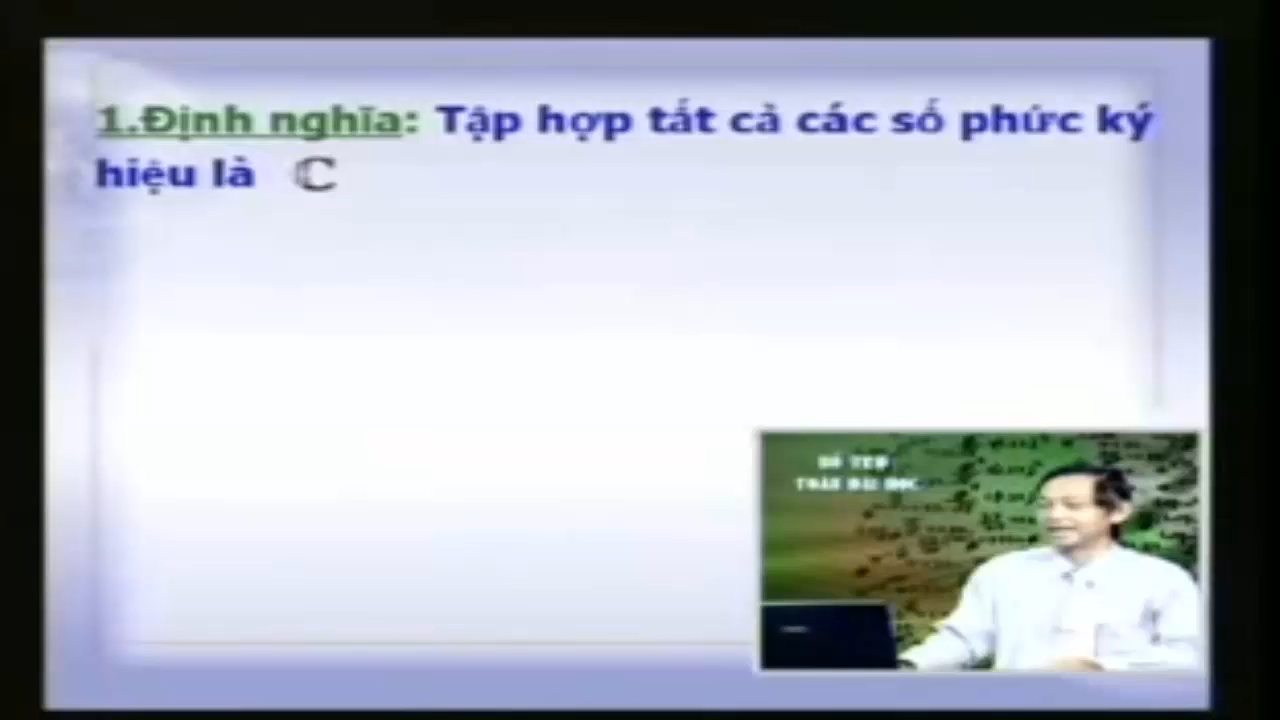 1.Định nghĩa: Tập hợp tất cả các số phức ký
hiệu là ℂ